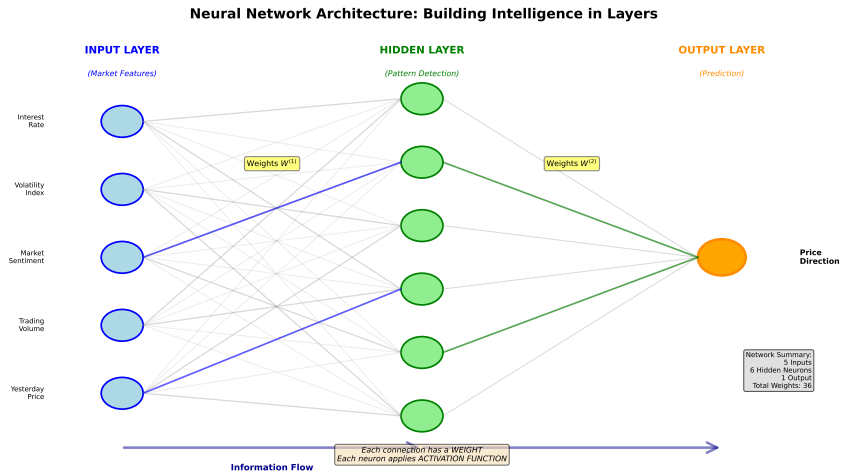 Neural Network Architecture: Building Intelligence in Layers
INPUT LAYER
(Market Features)
HIDDEN LAYER
(Pattern Detection)
OUTPUT LAYER
(Prediction)
Interest
Rate
Volatility
Index
Market
Sentiment
Trading
Volume
Yesterday
Price
Weights W(1)
Weights W(2)
Price
Direction
Network Summary:
5 Inputs
6 Hidden Neurons
1 Output
Total Weights: 36
Each connection has a WEIGHT
Each neuron applies ACTIVATION FUNCTION
Information Flow